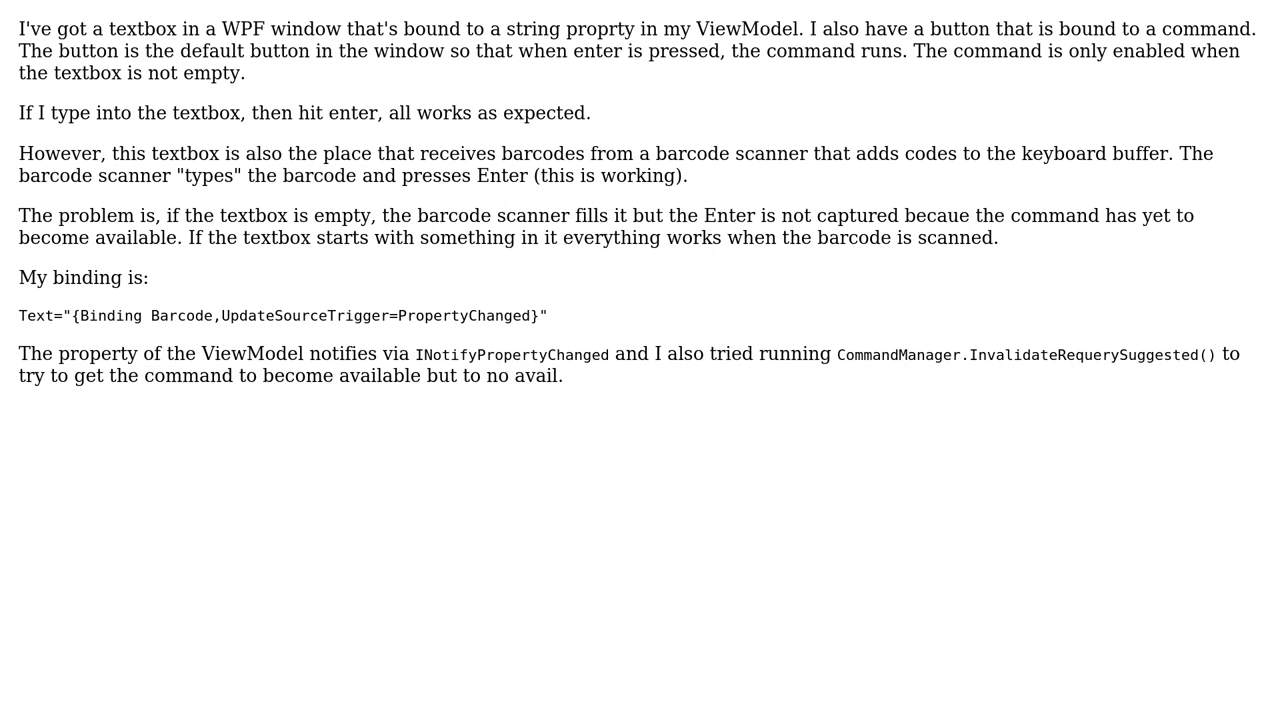 I've got a textbox in a WPF window that's bound to a string proprty in my ViewModel. I also have a button that is bound to a command.
The button is the default button in the window so that when enter is pressed, the command runs. The command is only enabled when
the textbox is not empty.
If I type into the textbox, then hit enter, all works as expected.
However, this textbox is also the place that receives barcodes from a barcode scanner that adds codes to the keyboard buffer. The
barcode scanner "types" the barcode and presses Enter (this is working).
The problem is, if the textbox is empty, the barcode scanner fills it but the Enter is not captured becaue the command has yet to
become available. If the textbox starts with something in it everything works when the barcode is scanned.
My binding is:
Text="{Binding Barcode,UpdateSourceTrigger=PropertyChanged}"
The property of the ViewModel notifies via INotifyPropertyChanged and I also tried running CommandManager.InvalidateRequerySuggested() to
try to get the command to become available but to no avail.